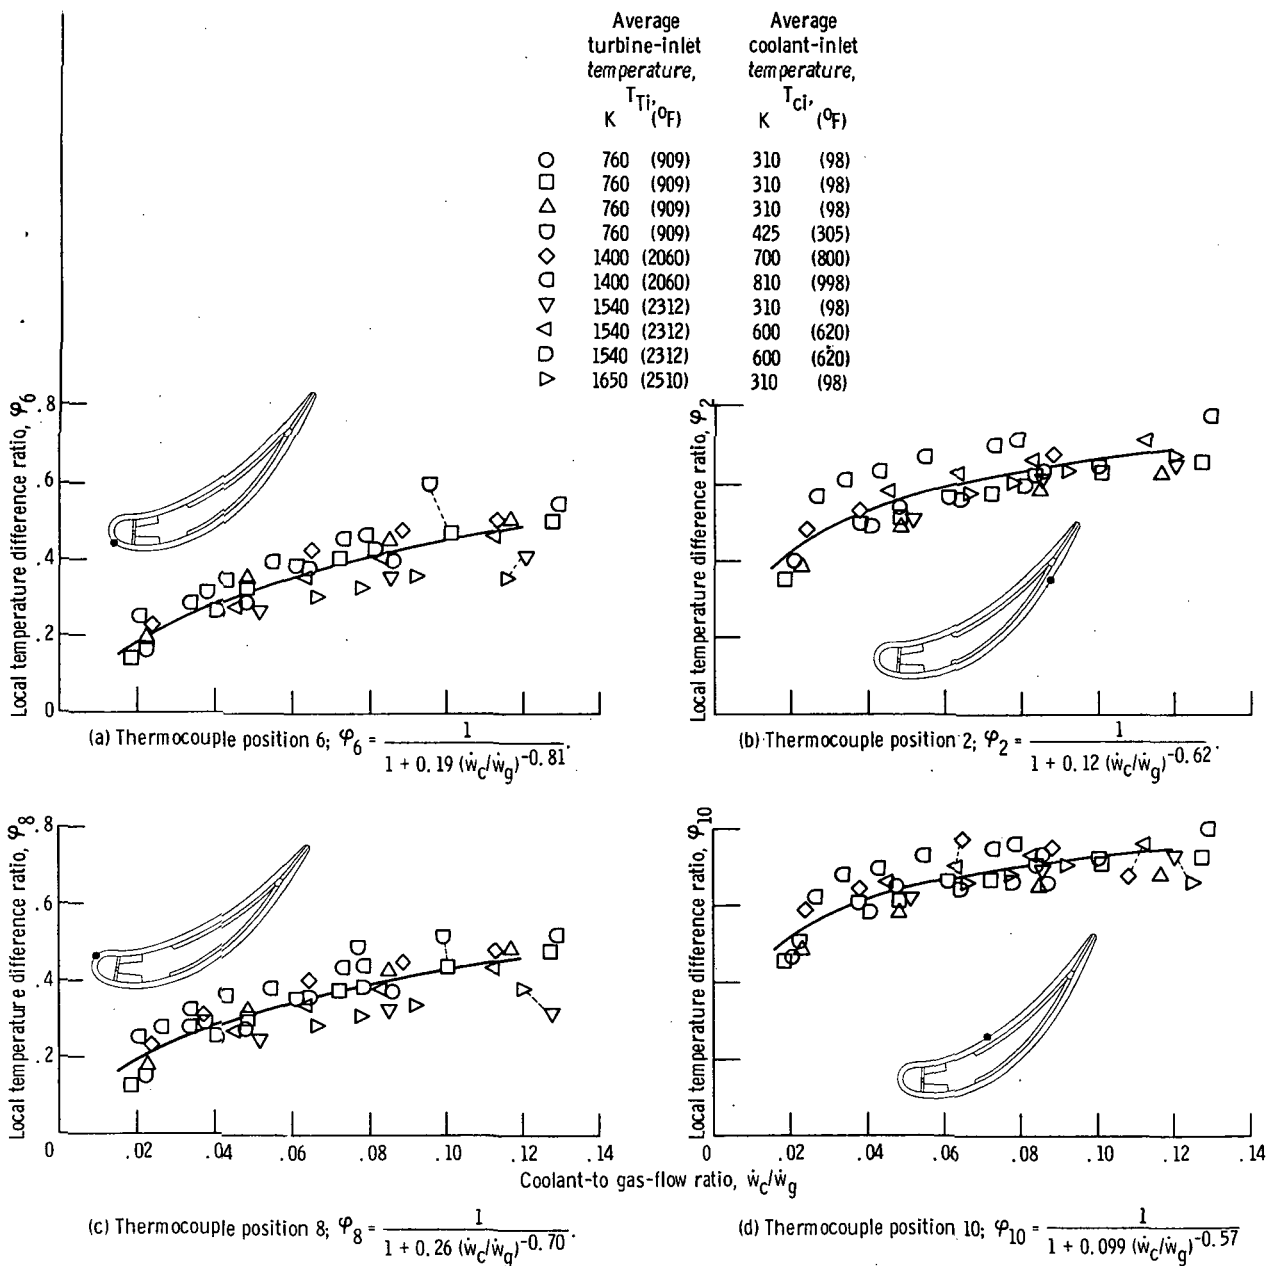 Average Average
turbine-inlet coolant-inlet
temperature, temperature,
T_Ti, T_ci,
K (°F) K (°F)
○ 760 (909) 310 (98)
□ 760 (909) 310 (98)
△ 760 (909) 310 (98)
760 (909) 425 (305)
◇ 1400 (2060) 700 (800)
1400 (2060) 810 (998)
▽ 1540 (2312) 310 (98)
◁ 1540 (2312) 600 (620)
1540 (2312) 600 (620)
▷ 1650 (2510) 310 (98)
Local temperature difference ratio, φ6
.8
.6
.4
.2
0
(a) Thermocouple position 6; φ6 = 1 / 1 + 0.19 (ẇc/ẇg)^-0.81.
Local temperature difference ratio, φ2
(b) Thermocouple position 2; φ2 = 1 / 1 + 0.12 (ẇc/ẇg)^-0.62.
Local temperature difference ratio, φ8
.8
.6
.4
.2
0 .02 .04 .06 .08 .10 .12 .14
(c) Thermocouple position 8; φ8 = 1 / 1 + 0.26 (ẇc/ẇg)^-0.70.
Local temperature difference ratio, φ10
0 .02 .04 .06 .08 .10 .12 .14
Coolant-to gas-flow ratio, ẇc/ẇg
(d) Thermocouple position 10; φ10 = 1 / 1 + 0.099 (ẇc/ẇg)^-0.57